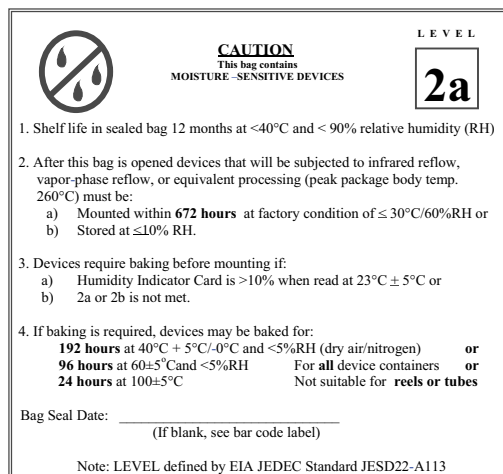 LEVEL
CAUTION
This bag contains
MOISTURE –SENSITIVE DEVICES
2a
1. Shelf life in sealed bag 12 months at <40°C and < 90% relative humidity (RH)
2. After this bag is opened devices that will be subjected to infrared reflow,
vapor-phase reflow, or equivalent processing (peak package body temp.
260°C) must be:
a) Mounted within 672 hours at factory condition of ≤ 30°C/60%RH or
b) Stored at ≤10% RH.
3. Devices require baking before mounting if:
a) Humidity Indicator Card is >10% when read at 23°C ± 5°C or
b) 2a or 2b is not met.
4. If baking is required, devices may be baked for:
192 hours at 40°C + 5°C/-0°C and <5%RH (dry air/nitrogen) or
96 hours at 60±5°Cand <5%RH For all device containers or
24 hours at 100±5°C Not suitable for reels or tubes
Bag Seal Date: ____________________________
(If blank, see bar code label)
Note: LEVEL defined by EIA JEDEC Standard JESD22-A113